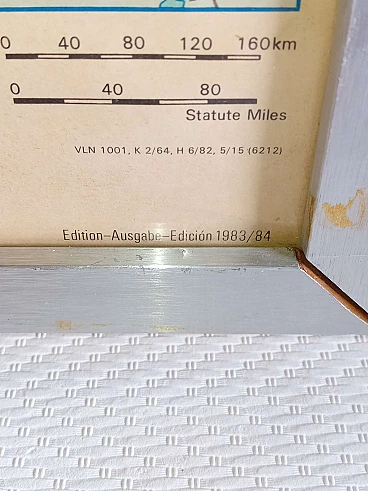 0 40 80 120 160km
0 40 80
Statute Miles
VLN 1001, K 2/64, H 6/82, 5/15 (6212)
Edition–Ausgabe–Edición 1983/84